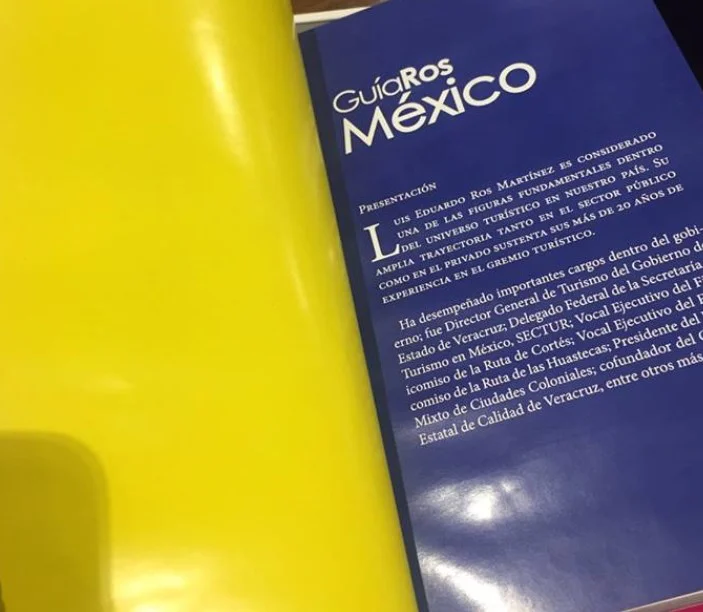 GuíaRos
México
Presentación
Luis Eduardo Ros Martínez es considerado
una de las figuras fundamentales dentro
del universo turístico en nuestro país. Su
amplia trayectoria tanto en el sector público
como en el privado sustenta sus más de 20 años de
experiencia en el gremio turístico.
Ha desempeñado importantes cargos dentro del gobi-
erno; fue Director General de Turismo del Gobierno de
Estado de Veracruz; Delegado Federal de la Secretaría
Turismo en México, SECTUR; Vocal Ejecutivo del
icomiso de la Ruta de Cortés; Vocal Ejecutivo del
comiso de la Ruta de las Huastecas; Presidente del
Mixto de Ciudades Coloniales; cofundador del
Estatal de Calidad de Veracruz, entre otros más